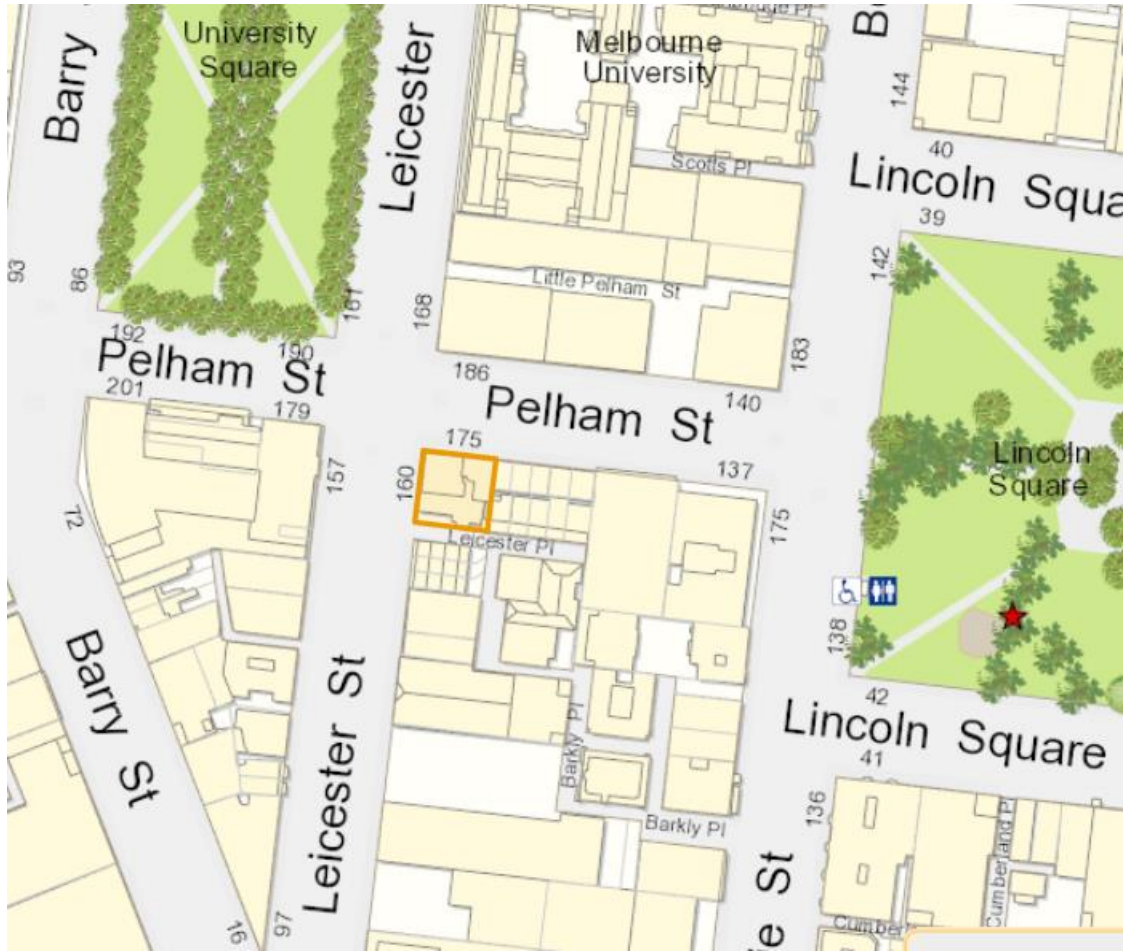 University
Square
Barry
Leicester
Melbourne
University
144
40
Scotts Pl
Lincoln Squa
39
142
93
86
161
168
Little Pelham St
183
192
190
Pelham St
186
140
201
179
Pelham St
175
137
Lincoln
Square
157
160
175
72
Leicester Pl
138
42
Lincoln Square
Barry St
Leicester St
Barkly Pl
41
136
Barkly Pl
Cumberland Pl
St
16
97